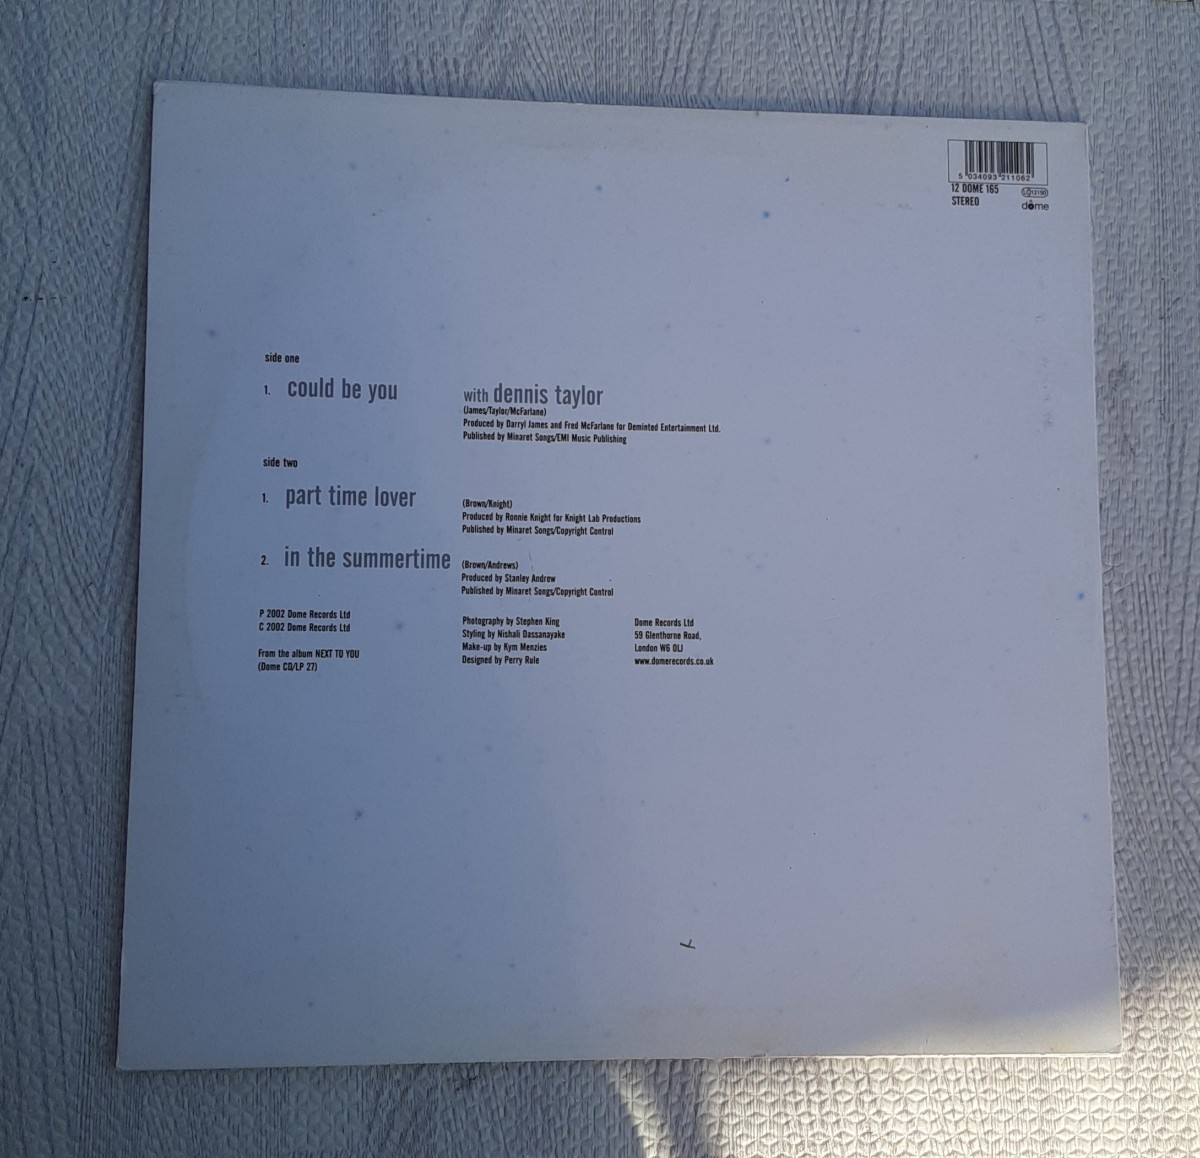 5 034093 211062
12 DOME 165
STEREO
LC12190
dome
side one
1. could be you with dennis taylor
(James/Taylor/McFarlane)
Produced by Darryl James and Fred McFarlane for Deminted Entertainment Ltd.
Published by Minaret Songs/EMI Music Publishing
side two
1. part time lover (Brown/Knight)
Produced by Ronnie Knight for Knight Lab Productions
Published by Minaret Songs/Copyright Control
2. in the summertime (Brown/Andrews)
Produced by Stanley Andrew
Published by Minaret Songs/Copyright Control
P 2002 Dome Records Ltd
C 2002 Dome Records Ltd
From the album NEXT TO YOU
(Dome CD/LP 27)
Photography by Stephen King
Styling by Nishali Dassanayake
Make-up by Kym Menzies
Designed by Perry Rule
Dome Records Ltd
59 Glenthorne Road,
London W6 0LJ
www.domerecords.co.uk